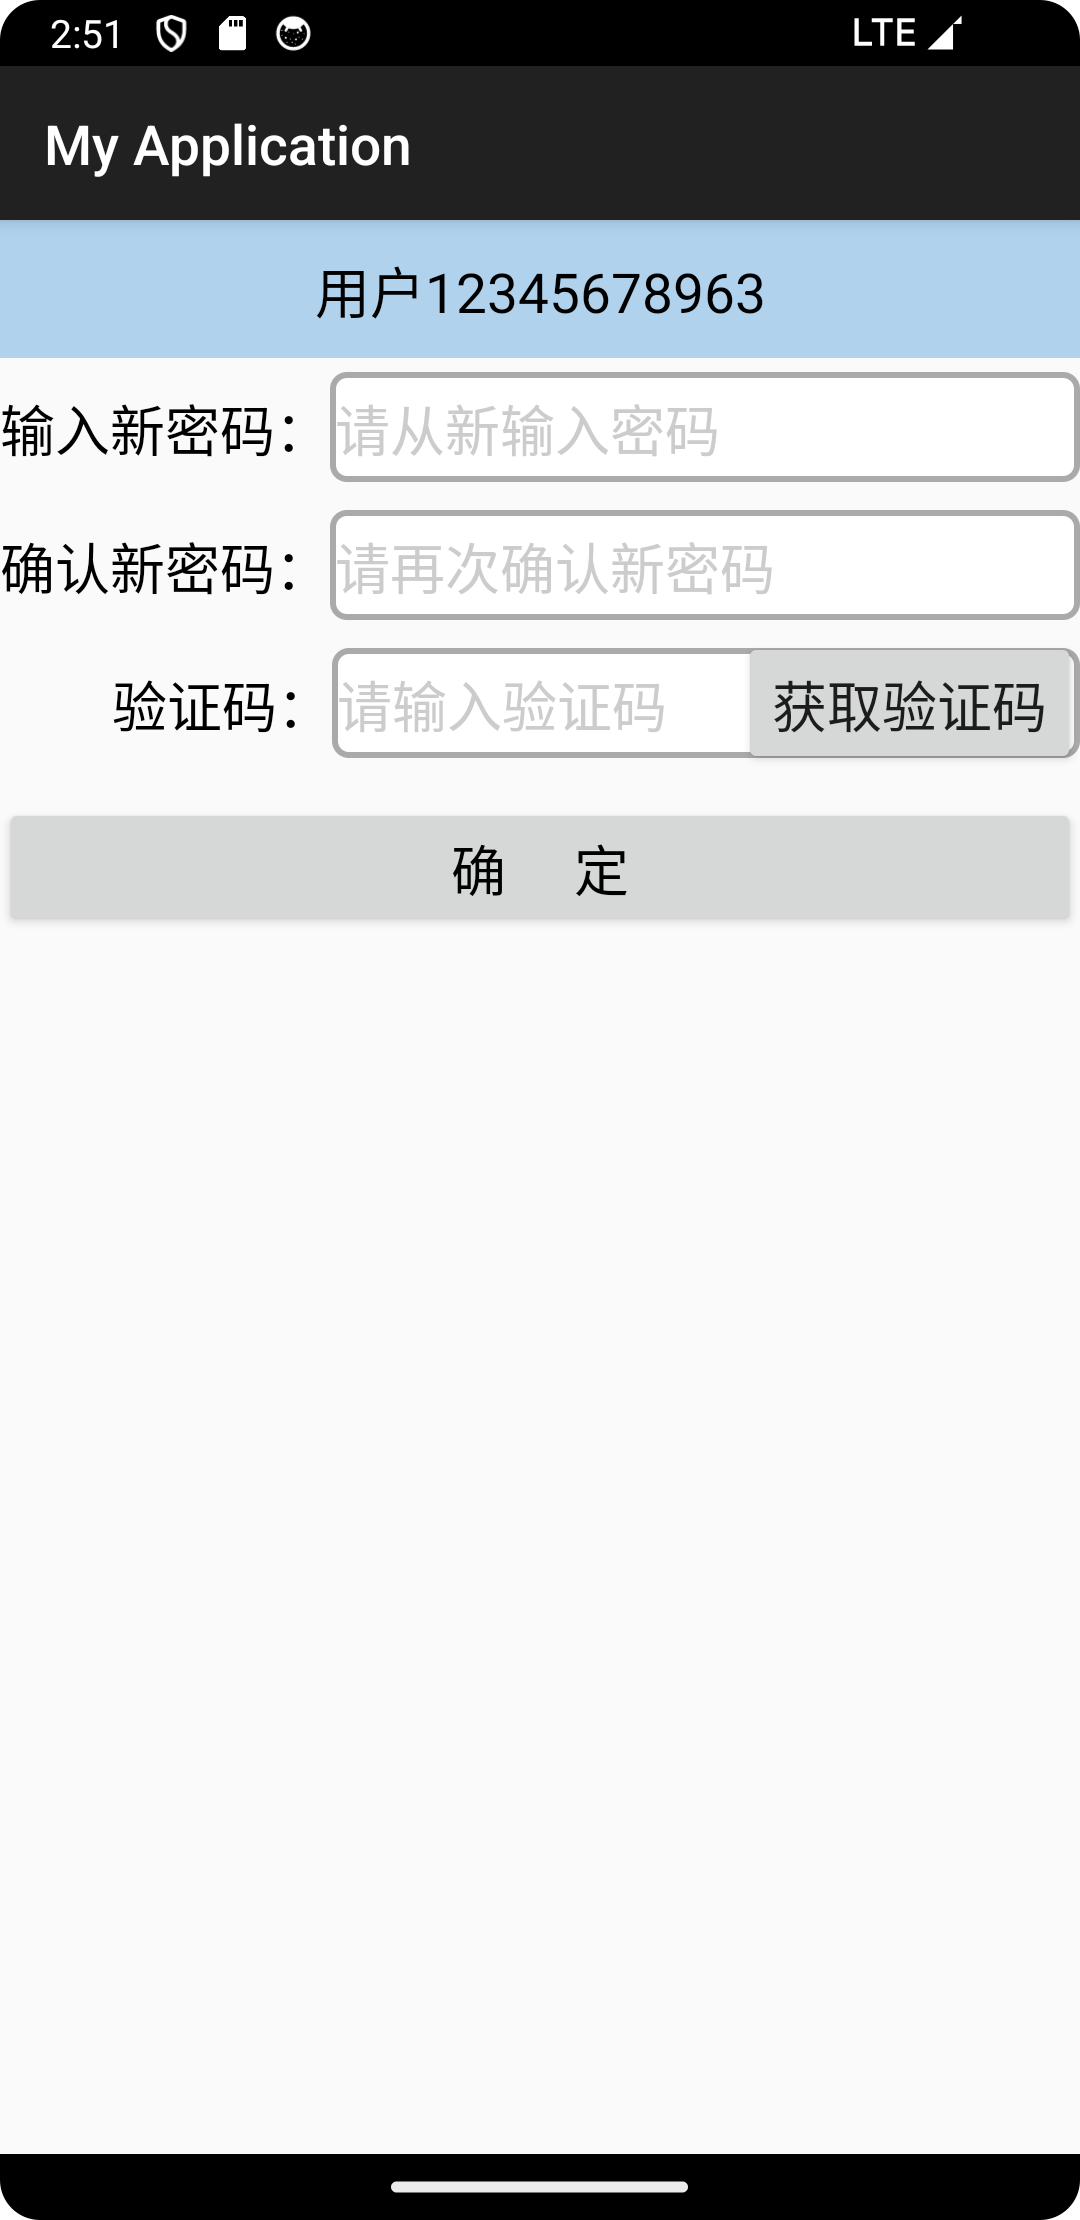 2:51 LTE
My Application
用户12345678963
输入新密码： 请从新输入密码
确认新密码： 请再次确认新密码
验证码： 请输入验证码 获取验证码
确 定